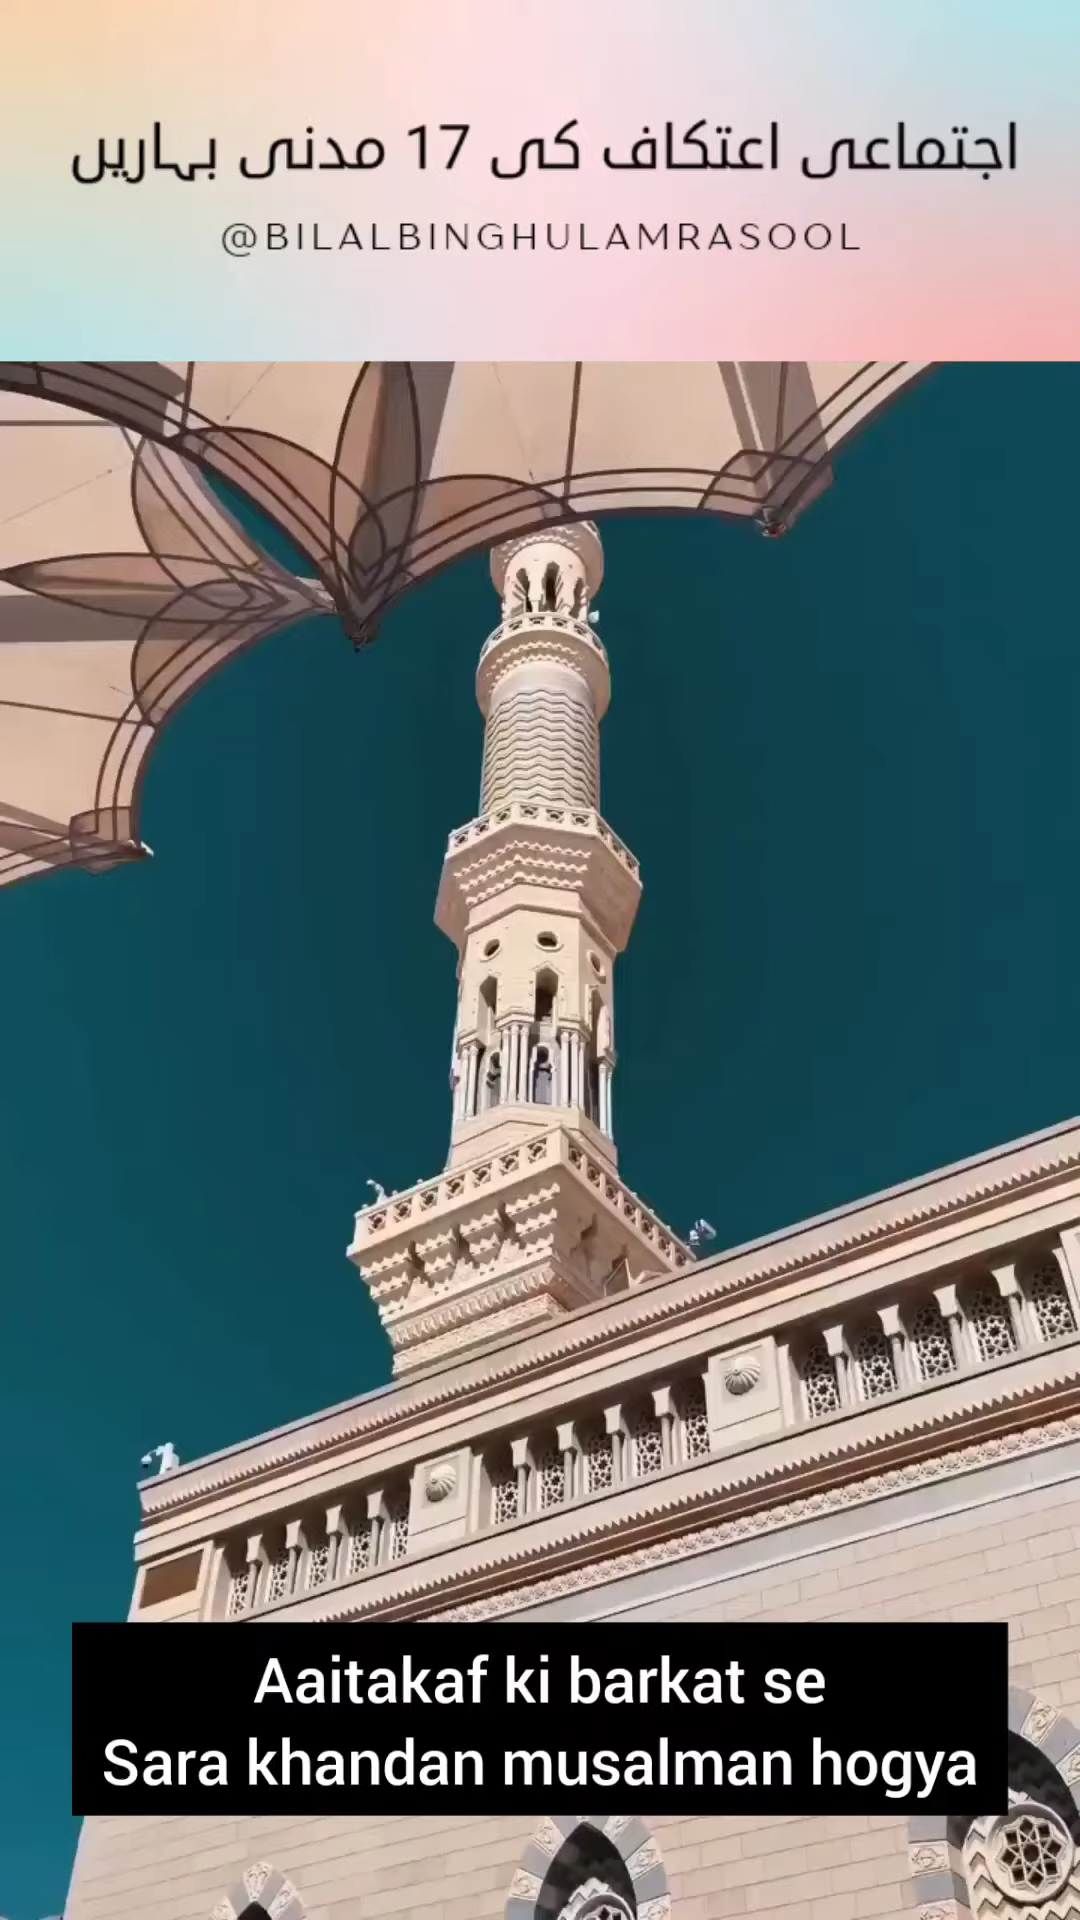 اجتماعی اعتکاف کی 17 مدنی بہاریں
@BILALBINGHULAMRASOOL
Aaitakaf ki barkat se
Sara khandan musalman hogya